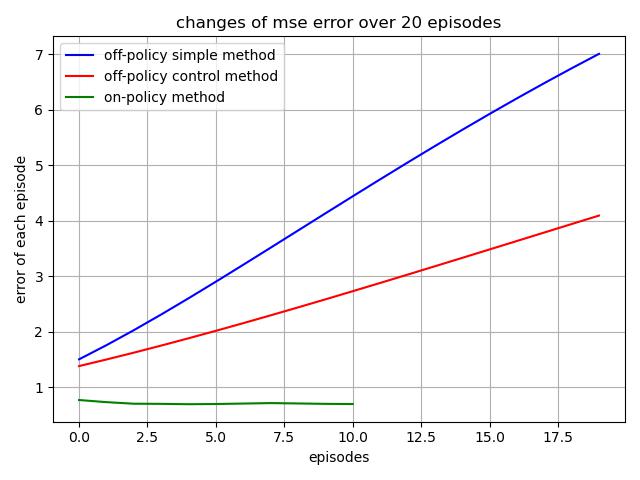 changes of mse error over 20 episodes
off-policy simple method
off-policy control method
on-policy method
error of each episode
7
6
5
4
3
2
1
0.0 2.5 5.0 7.5 10.0 12.5 15.0 17.5
episodes